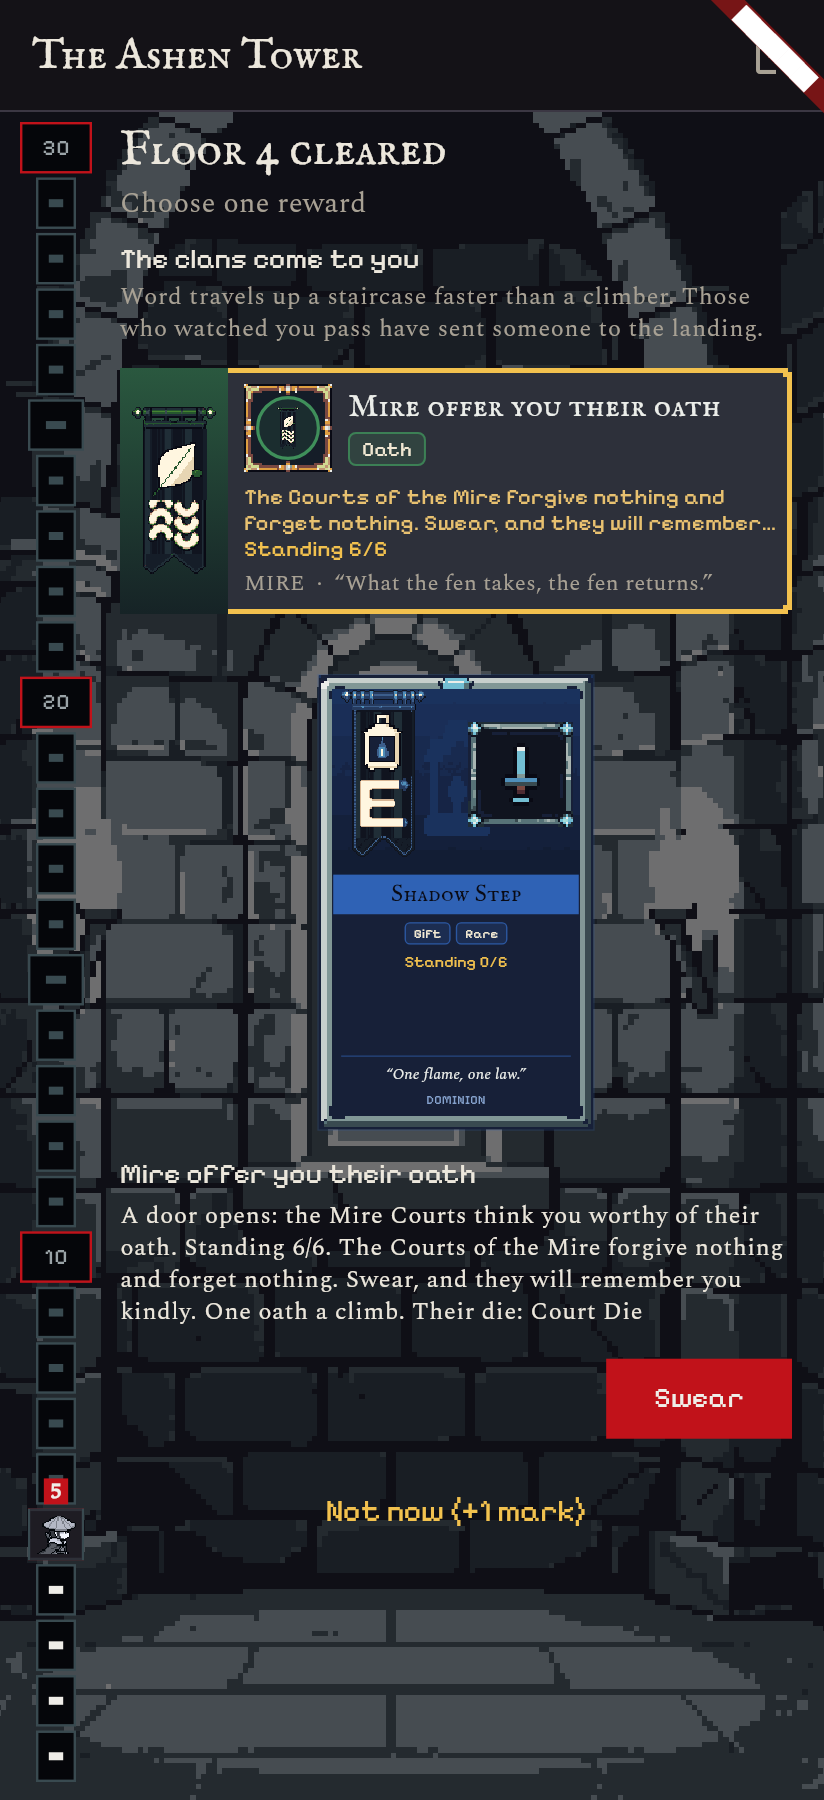 The Ashen Tower
30
Floor 4 cleared
Choose one reward
The clans come to you
Word travels up a staircase faster than a climber. Those
who watched you pass have sent someone to the landing.
Mire offer you their oath
Oath
The Courts of the Mire forgive nothing and
forget nothing. Swear, and they will remember...
Standing 6/6
MIRE · “What the fen takes, the fen returns.”
20
E
Shadow Step
Gift Rare
Standing 0/6
“One flame, one law.”
DOMINION
Mire offer you their oath
A door opens: the Mire Courts think you worthy of their
oath. Standing 6/6. The Courts of the Mire forgive nothing
and forget nothing. Swear, and they will remember you
kindly. One oath a climb. Their die: Court Die
10
Swear
5
Not now (+1 mark)